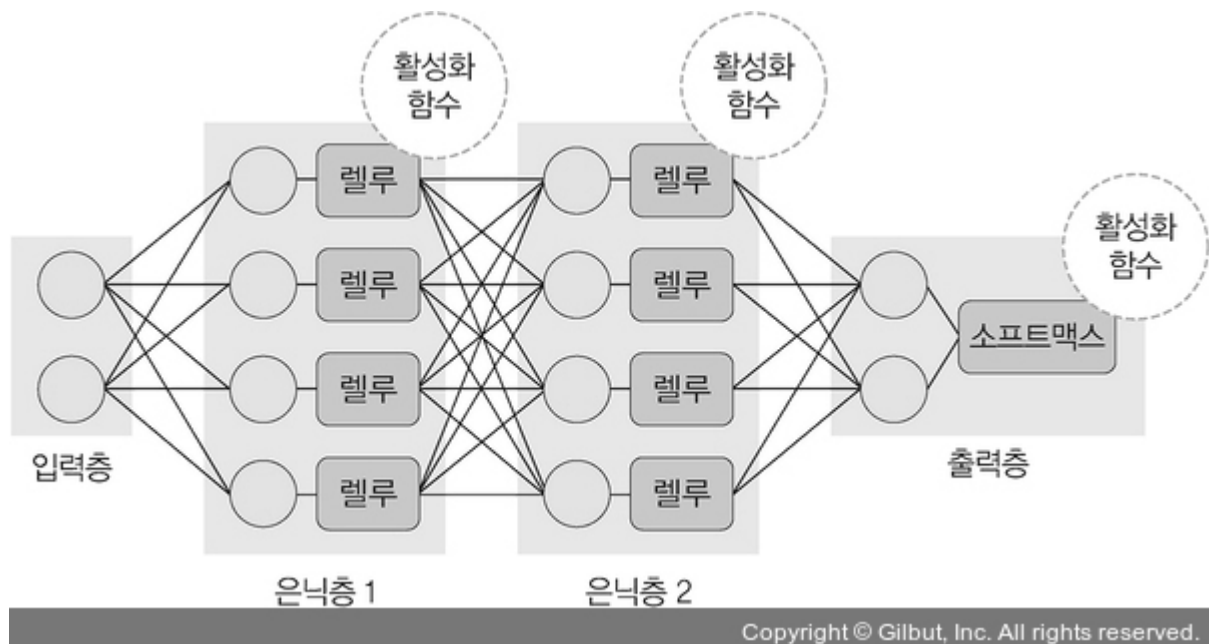 활성화
함수
활성화
함수
렐루
렐루
활성화
함수
렐루
렐루
소프트맥스
렐루
렐루
입력층
출력층
렐루
렐루
은닉층 1
은닉층 2
Copyright © Gilbut, Inc. All rights reserved.